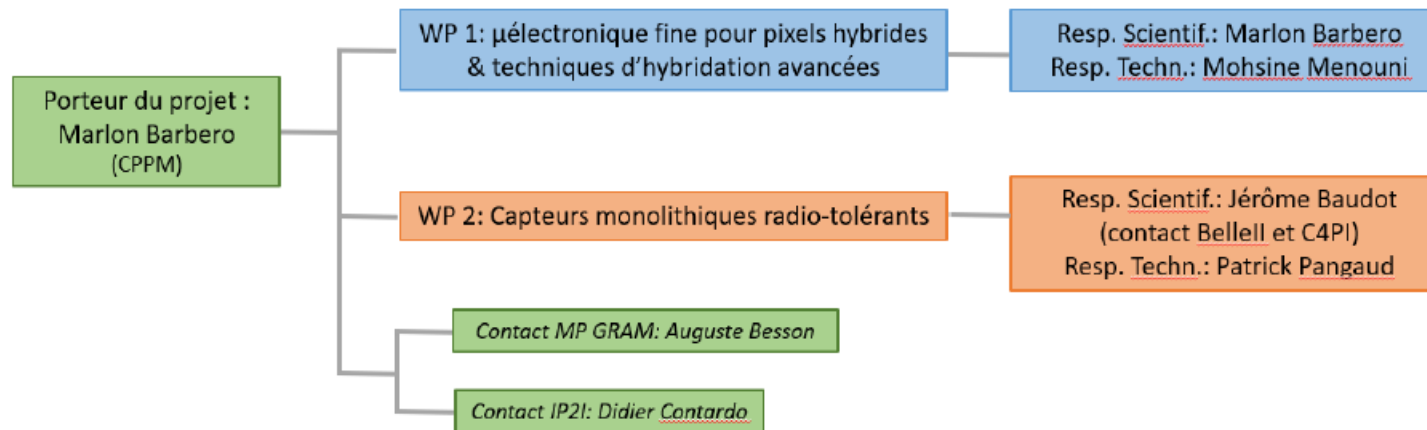 Porteur du projet :
Marlon Barbero
(CPPM)
WP 1: µélectronique fine pour pixels hybrides
& techniques d'hybridation avancées
Resp. Scientif.: Marlon Barbero
Resp. Techn.: Mohsine Menouni
WP 2: Capteurs monolithiques radio-tolérants
Resp. Scientif.: Jérôme Baudot
(contact BelleII et C4PI)
Resp. Techn.: Patrick Pangaud
Contact MP GRAM: Auguste Besson
Contact IP2I: Didier Contardo